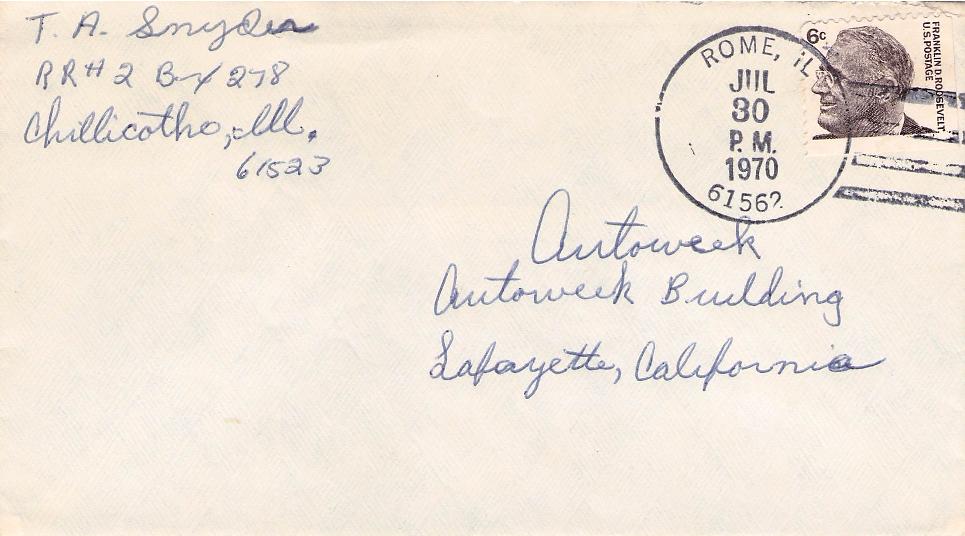 T. A. Snyder
RR# 2 Box 278
Chillicothe, Ill.
61523
ROME, IL
JUL
30
P. M.
1970
61562
6c
FRANKLIN D. ROOSEVELT
U.S. POSTAGE
Autoweek
Autoweek Building
Lafayette, California